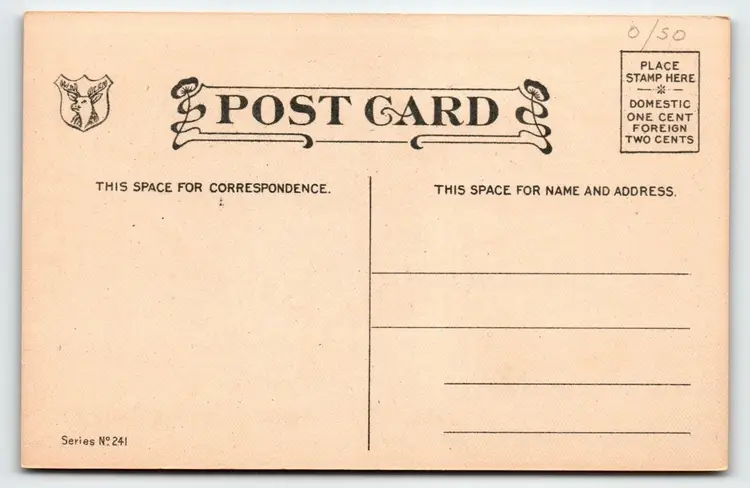 0/50
PLACE
STAMP HERE
DOMESTIC
ONE CENT
FOREIGN
TWO CENTS
POST CARD
THIS SPACE FOR CORRESPONDENCE.
THIS SPACE FOR NAME AND ADDRESS.
Series Nº 241